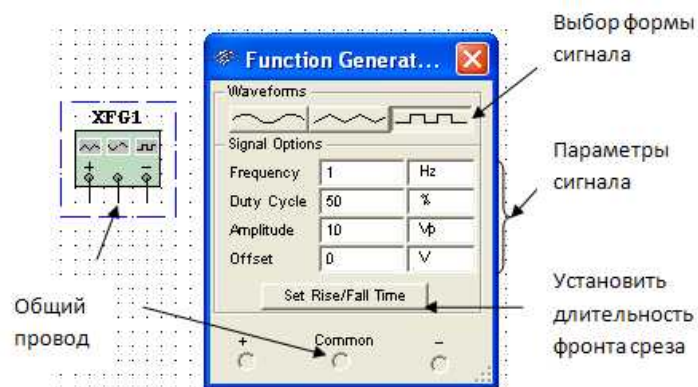 Выбор формы
сигнала
Function Generat...
Waveforms
XFG1
+
−
Signal Options
Frequency 1 Hz
Duty Cycle 50 %
Amplitude 10 Vp
Offset 0 V
Параметры
сигнала
Set Rise/Fall Time
Установить
длительность
фронта среза
Общий
провод
+ Common −